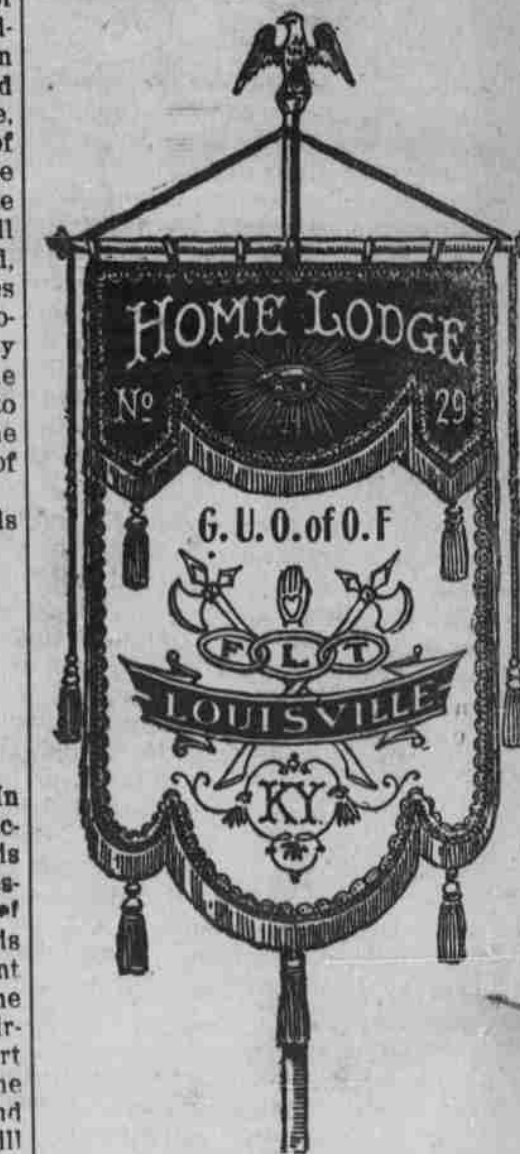 HOME LODGE
No 29
G. U. O. of O. F
F L T
LOUISVILLE
KY.